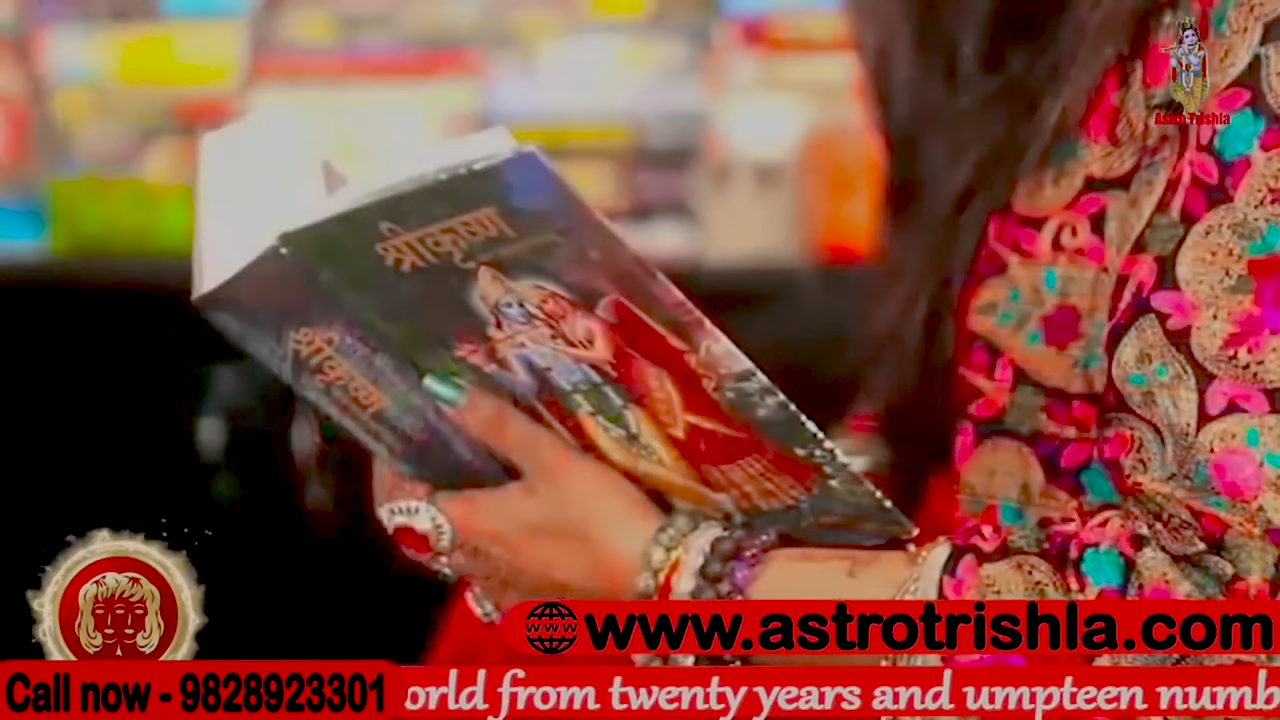 Astro Trishla
श्रीकृष्ण
श्रीकृष्ण
www.astrotrishla.com
Call now - 9828923301
orld from twenty years and umpteen numb